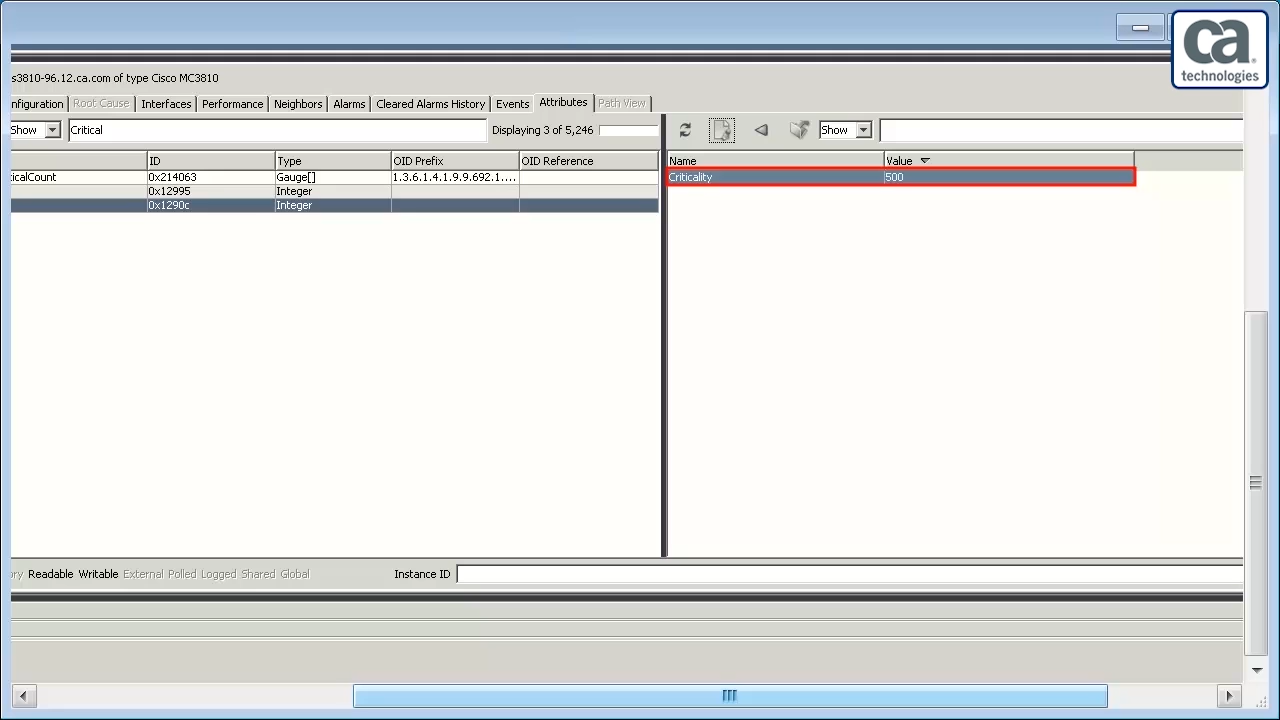 ca
technologies
s3810-96.12.ca.com of type Cisco MC3810
nfiguration Root Cause Interfaces Performance Neighbors Alarms Cleared Alarms History Events Attributes Path View
Show Critical Displaying 3 of 5,246 Show
ID Type OID Prefix OID Reference Name Value
icalCount 0x214063 Gauge[] 1.3.6.1.4.1.9.9.692.1.... Criticality 500
0x12995 Integer
0x1290c Integer
ory Readable Writable External Polled Logged Shared Global Instance ID